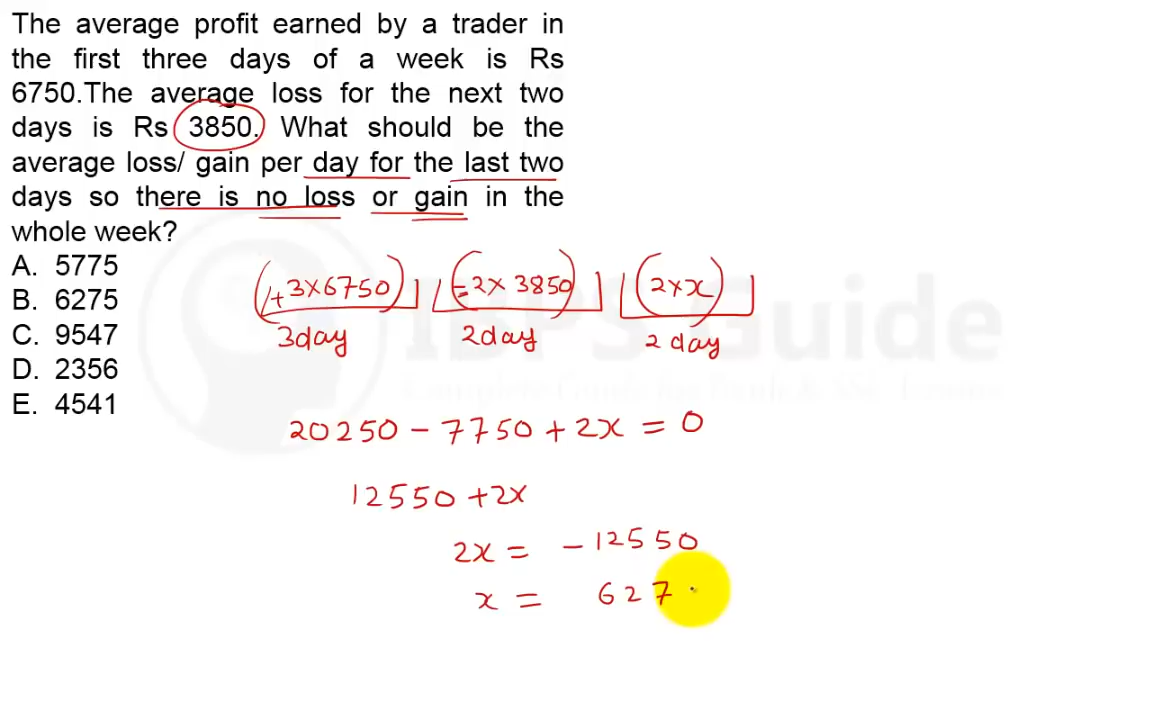 The average profit earned by a trader in
the first three days of a week is Rs
6750.The average loss for the next two
days is Rs 3850. What should be the
average loss/ gain per day for the last two
days so there is no loss or gain in the
whole week?
A. 5775
B. 6275
C. 9547
D. 2356
E. 4541
(+3×6750) (-2×3850) (2×x)
3day 2day 2 day
IBPS Guide
20250 - 7750 + 2x = 0
12550 + 2x
2x = -12550
x = 627